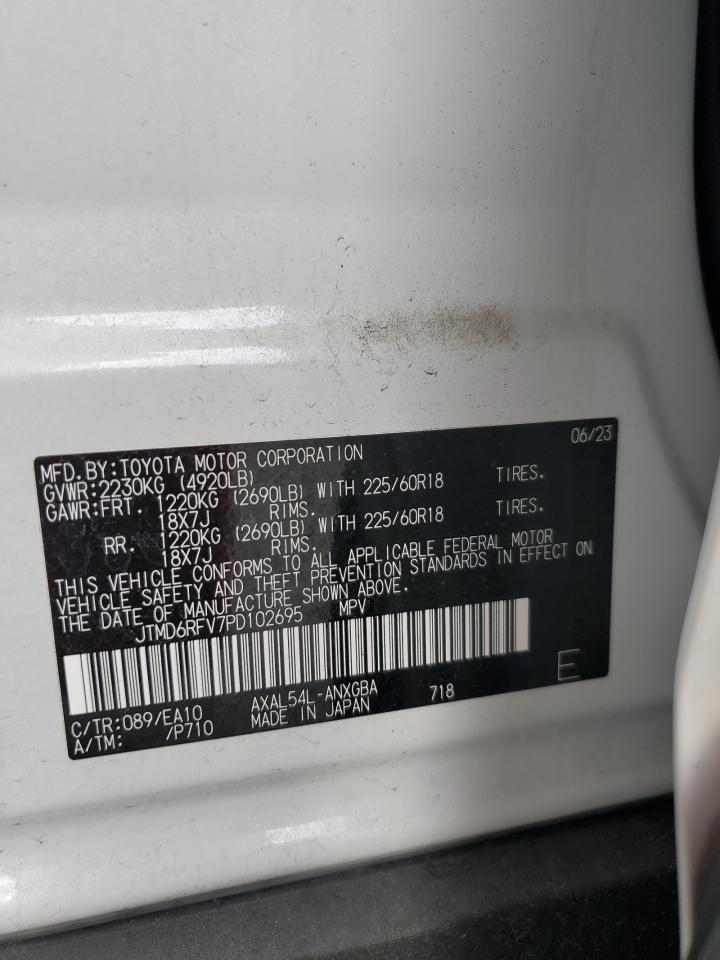 06/23
MFD.BY:TOYOTA MOTOR CORPORATION
GVWR:2230KG (4920LB)
GAWR:FRT. 1220KG (2690LB) WITH 225/60R18 TIRES.
18X7J RIMS.
RR. 1220KG (2690LB) WITH 225/60R18 TIRES.
18X7J RIMS.
THIS VEHICLE CONFORMS TO ALL APPLICABLE FEDERAL MOTOR
VEHICLE SAFETY AND THEFT PREVENTION STANDARDS IN EFFECT ON
THE DATE OF MANUFACTURE SHOWN ABOVE.
JTMD6RFV7PD102695 MPV
E
C/TR:089/EA10 AXAL54L-ANXGBA 718
A/TM: /P710 MADE IN JAPAN